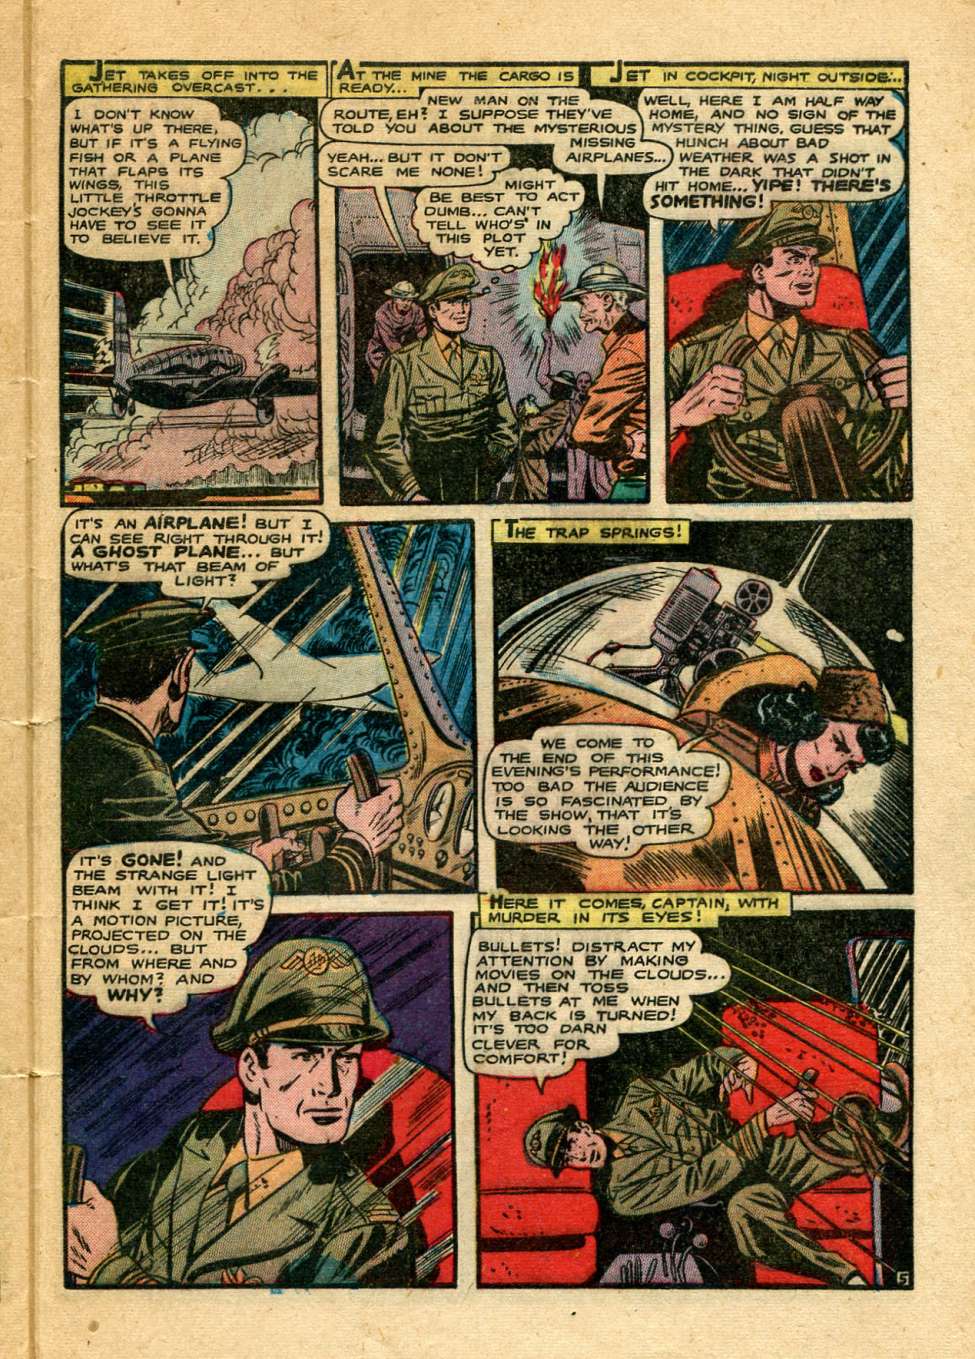 JET TAKES OFF INTO THE
GATHERING OVERCAST...
I DON'T KNOW
WHAT'S UP THERE,
BUT IF IT'S A FLYING
FISH OR A PLANE
THAT FLAPS ITS
WINGS, THIS
LITTLE THROTTLE
JOCKEY'S GONNA
HAVE TO SEE IT
TO BELIEVE IT.
AT THE MINE THE CARGO IS
READY...
NEW MAN ON THE
ROUTE, EH? I SUPPOSE THEY'VE
TOLD YOU ABOUT THE MYSTERIOUS
MISSING
AIRPLANES...
YEAH... BUT IT DON'T
SCARE ME NONE!
MIGHT
BE BEST TO ACT
DUMB... CAN'T
TELL WHO'S IN
THIS PLOT
YET.
JET IN COCKPIT, NIGHT OUTSIDE...
WELL, HERE I AM HALF WAY
HOME, AND NO SIGN OF THE
MYSTERY THING, GUESS THAT
HUNCH ABOUT BAD
WEATHER WAS A SHOT IN
THE DARK THAT DIDN'T
HIT HOME... YIPE! THERE'S
SOMETHING!
IT'S AN AIRPLANE! BUT I
CAN SEE RIGHT THROUGH IT!
A GHOST PLANE... BUT
WHAT'S THAT BEAM OF
LIGHT?
THE TRAP SPRINGS!
WE COME TO
THE END OF THIS
EVENING'S PERFORMANCE!
TOO BAD THE AUDIENCE
IS SO FASCINATED BY
THE SHOW, THAT IT'S
LOOKING THE OTHER
WAY!
IT'S GONE! AND
THE STRANGE LIGHT
BEAM WITH IT! I
THINK I GET IT! IT'S
A MOTION PICTURE,
PROJECTED ON THE
CLOUDS... BUT
FROM WHERE AND
BY WHOM? AND
WHY?
HERE IT COMES, CAPTAIN, WITH
MURDER IN ITS EYES!
BULLETS! DISTRACT MY
ATTENTION BY MAKING
MOVIES ON THE CLOUDS...
AND THEN TOSS
BULLETS AT ME WHEN
MY BACK IS TURNED!
IT'S TOO DARN
CLEVER FOR
COMFORT!
5